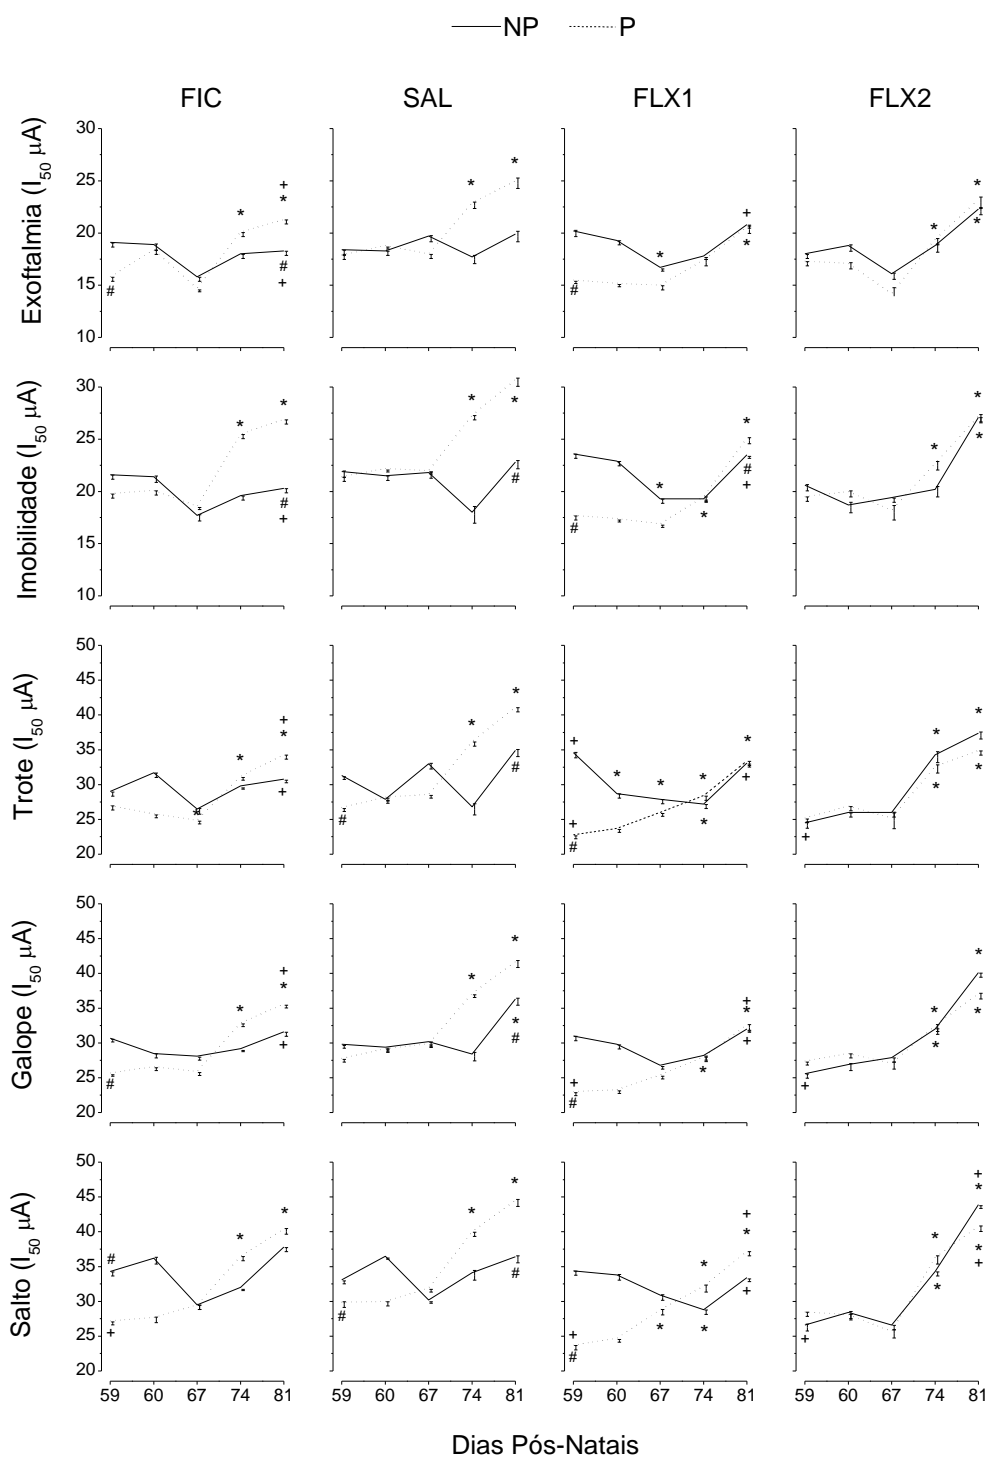 NP P
FIC SAL FLX1 FLX2
Exoftalmia (I50 µA)
30
25
20
15
10
# * + * # +
* *
# * + *
* *
Imobilidade (I50 µA)
30
25
20
15
10
* * # +
* * * #
# * * * # +
* * *
Trote (I50 µA)
50
45
40
35
30
25
20
* * + * +
# * * #
+ + # * * * * * +
+ * * * *
Galope (I50 µA)
50
45
40
35
30
25
20
# * + * +
* * * #
+ # * + * +
+ * * * *
Salto (I50 µA)
50
45
40
35
30
25
20
# + * *
# * * #
+ # * * * + * +
+ * * + * * +
59 60 67 74 81 59 60 67 74 81 59 60 67 74 81 59 60 67 74 81
Dias Pós-Natais